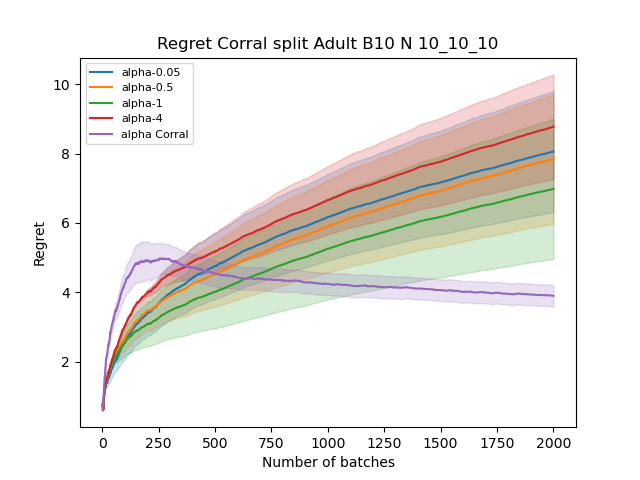 Regret Corral split Adult B10 N 10_10_10
alpha-0.05
alpha-0.5
alpha-1
alpha-4
alpha Corral
10
8
6
4
2
Regret
0
250
500
750
1000
1250
1500
1750
2000
Number of batches